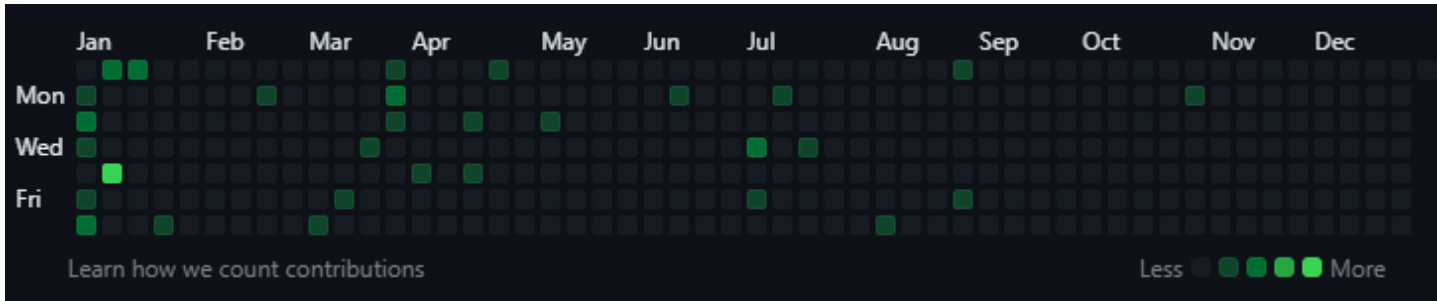 Jan Feb Mar Apr May Jun Jul Aug Sep Oct Nov Dec
Mon
Wed
Fri
Learn how we count contributions
Less More